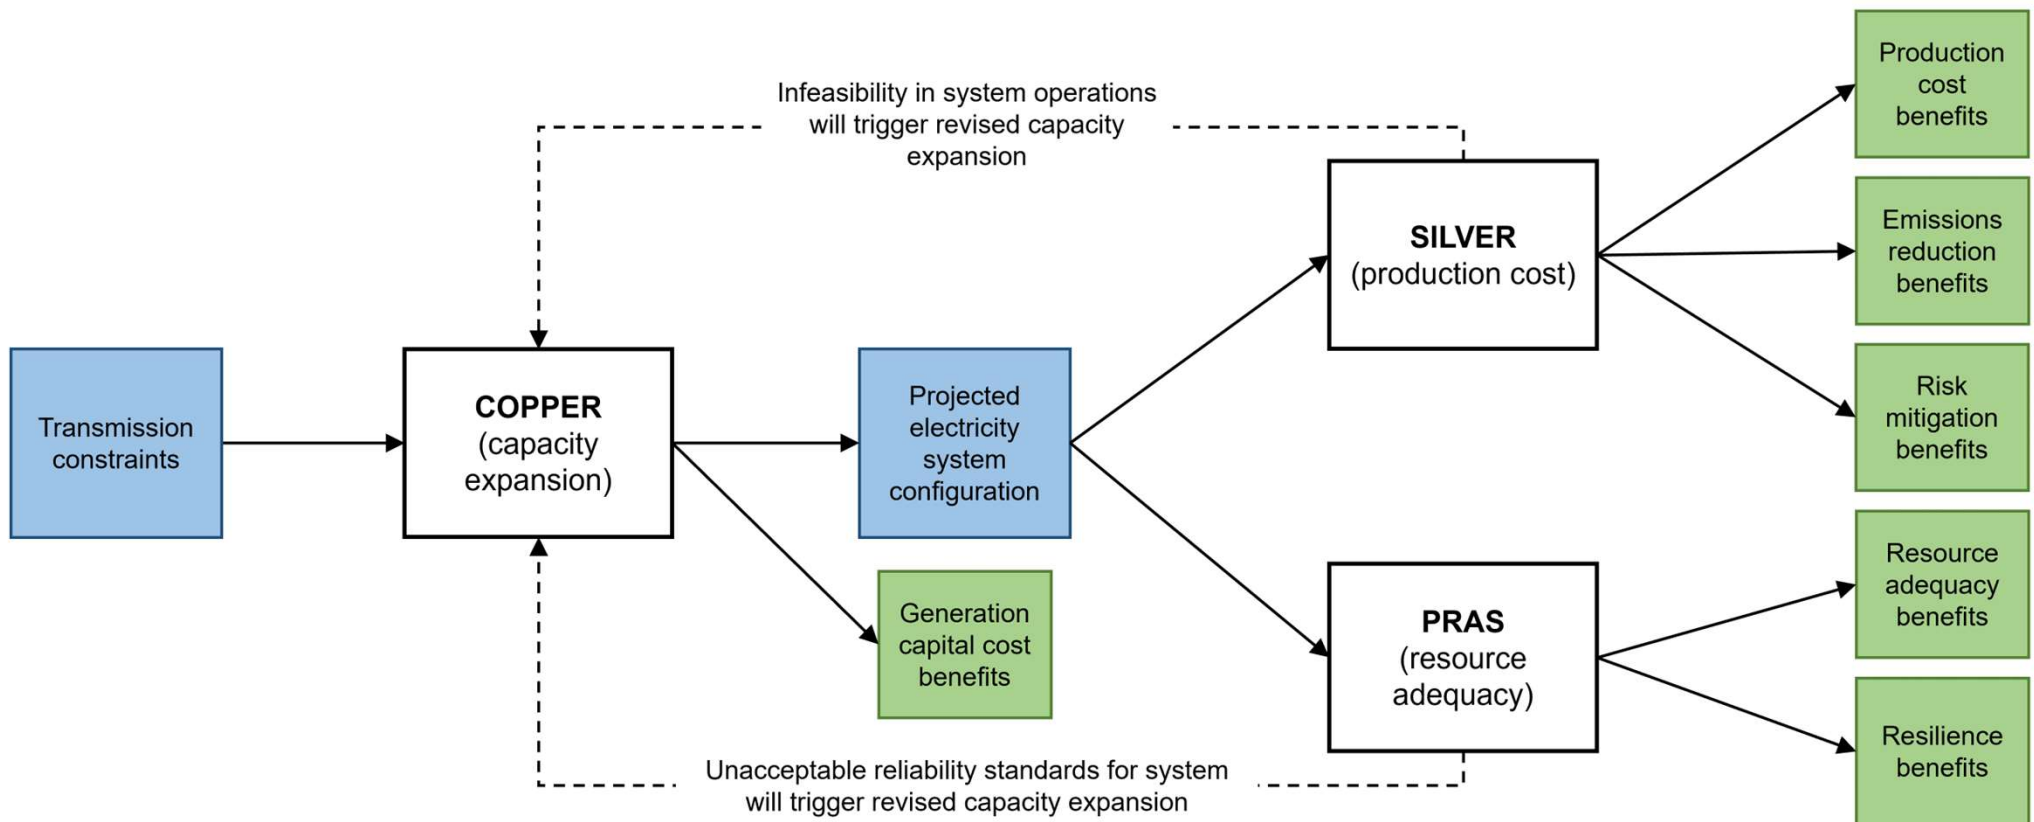 Production
cost
benefits
Infeasibility in system operations
will trigger revised capacity
expansion
SILVER
(production cost)
Emissions
reduction
benefits
Transmission
constraints
COPPER
(capacity
expansion)
Projected
electricity
system
configuration
Risk
mitigation
benefits
Generation
capital cost
benefits
PRAS
(resource
adequacy)
Resource
adequacy
benefits
Unacceptable reliability standards for system
will trigger revised capacity expansion
Resilience
benefits